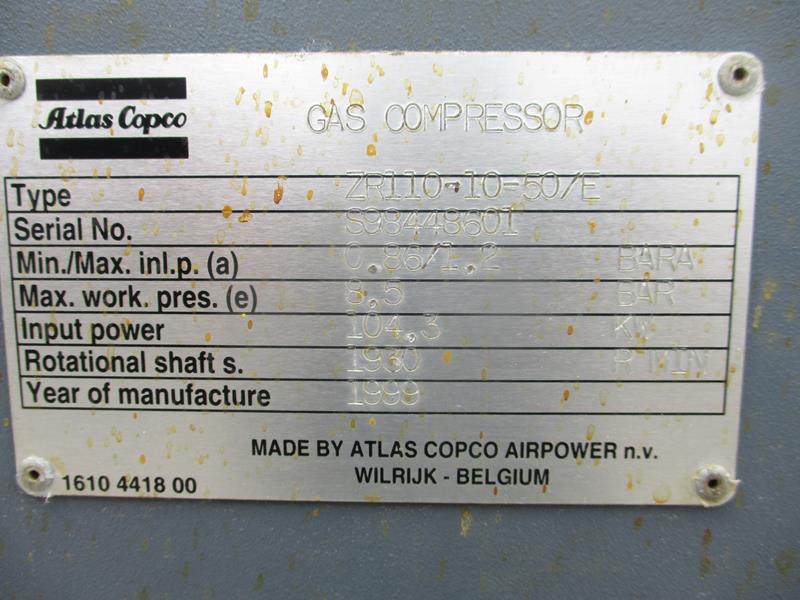 Atlas Copco GAS COMPRESSOR
Type ZR110-10-50/E
Serial No. S98448601
Min./Max. inl.p. (a) 0.86/1,2 BARA
Max. work. pres. (e) 8,5 BAR
Input power 104,3 KW
Rotational shaft s. R MIN
Year of manufacture 1999
MADE BY ATLAS COPCO AIRPOWER n.v.
WILRIJK - BELGIUM
1610 4418 00